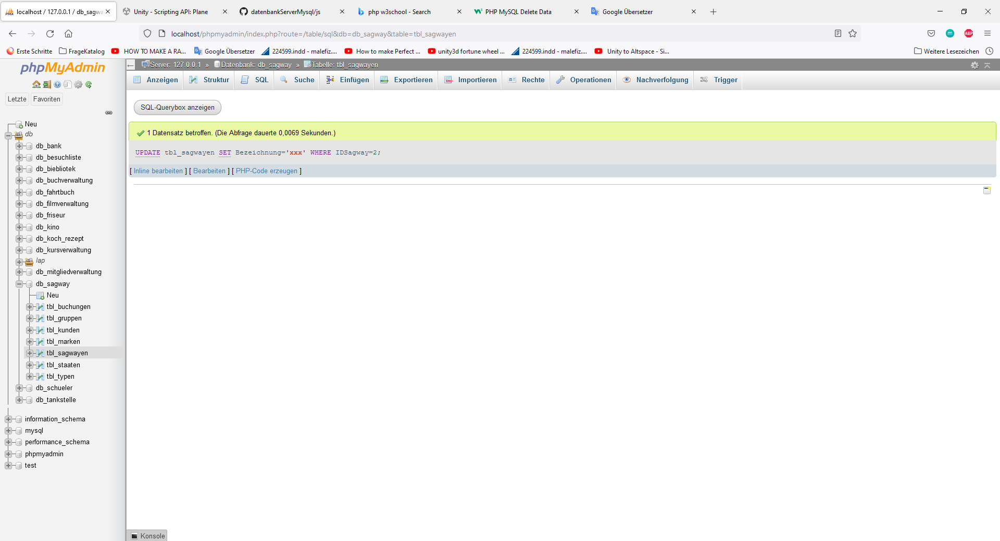 localhost / 127.0.0.1 / db_sagwa
Unity - Scripting API: Plane
datenbankServerMysql/js
php w3school - Search
PHP MySQL Delete Data
Google Übersetzer
localhost/phpmyadmin/index.php?route=/table/sql&db=db_sagway&table=tbl_sagwayen
m
ABP
Erste Schritte
FrageKatalog
HOW TO MAKE A RA...
Google Übersetzer
224599.indd - malefiz....
How to make Perfect ...
unity3d fortune wheel ...
224599.indd - malefiz....
Unity to Altspace - Si...
Weitere Lesezeichen
phpMyAdmin
Letzte
Favoriten
Neu
db
db_bank
db_besuchliste
db_biebliotek
db_buchverwaltung
db_fahrtbuch
db_filmverwaltung
db_friseur
db_kino
db_koch_rezept
db_kursverwaltung
lap
db_mitgliedverwaltung
db_sagway
Neu
tbl_buchungen
tbl_gruppen
tbl_kunden
tbl_marken
tbl_sagwayen
tbl_staaten
tbl_typen
db_schueler
db_tankstelle
information_schema
mysql
performance_schema
phpmyadmin
test
Server: 127.0.0.1 » Datenbank: db_sagway » Tabelle: tbl_sagwayen
Anzeigen
Struktur
SQL
Suche
Einfügen
Exportieren
Importieren
Rechte
Operationen
Nachverfolgung
Trigger
SQL-Querybox anzeigen
1 Datensatz betroffen. (Die Abfrage dauerte 0,0069 Sekunden.)
UPDATE tbl_sagwayen SET Bezeichnung='xxx' WHERE IDSagway=2;
[ Inline bearbeiten ] [ Bearbeiten ] [ PHP-Code erzeugen ]
Konsole